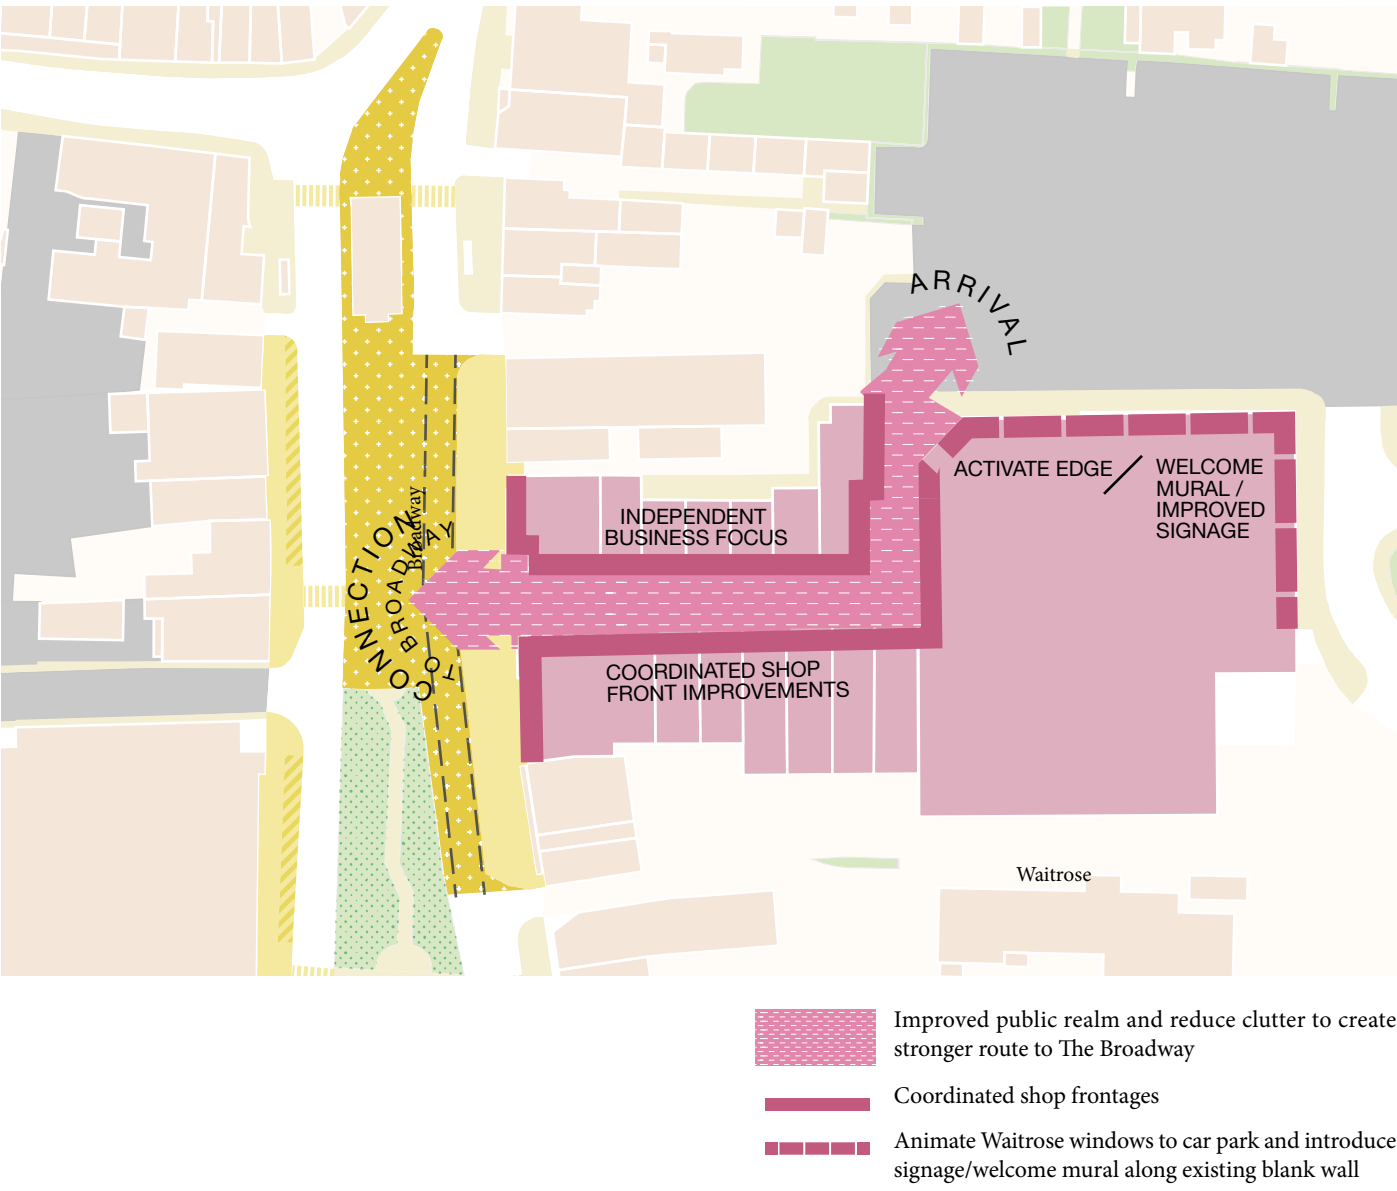 ARRIVAL
ACTIVATE EDGE / WELCOME
MURAL /
IMPROVED
SIGNAGE
INDEPENDENT
BUSINESS FOCUS
Broadway
CONNECTION
TO BROADWAY
COORDINATED SHOP
FRONT IMPROVEMENTS
Waitrose
Improved public realm and reduce clutter to create
stronger route to The Broadway
Coordinated shop frontages
Animate Waitrose windows to car park and introduce
signage/welcome mural along existing blank wall